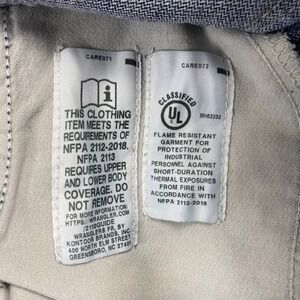 CARE071
i
THIS CLOTHING
ITEM MEETS THE
REQUIREMENTS OF
NFPA 2112-2018.
NFPA 2113
REQUIRES UPPER
AND LOWER BODY
COVERAGE. DO
NOT REMOVE
FOR MORE INFORMATION:
HTTPS://WRANGLER.COM
/2112GUIDE
WRANGLER FR BY
KONTOOR BRANDS, INC.
400 NORTH ELM STREET
GREENSBORO, NC 27401
CARE072
CLASSIFIED
UL
MH63232
FLAME RESISTANT
GARMENT FOR
PROTECTION OF
INDUSTRIAL
PERSONNEL AGAINST
SHORT-DURATION
THERMAL EXPOSURES
FROM FIRE IN
ACCORDANCE WITH
NFPA 2112-2018